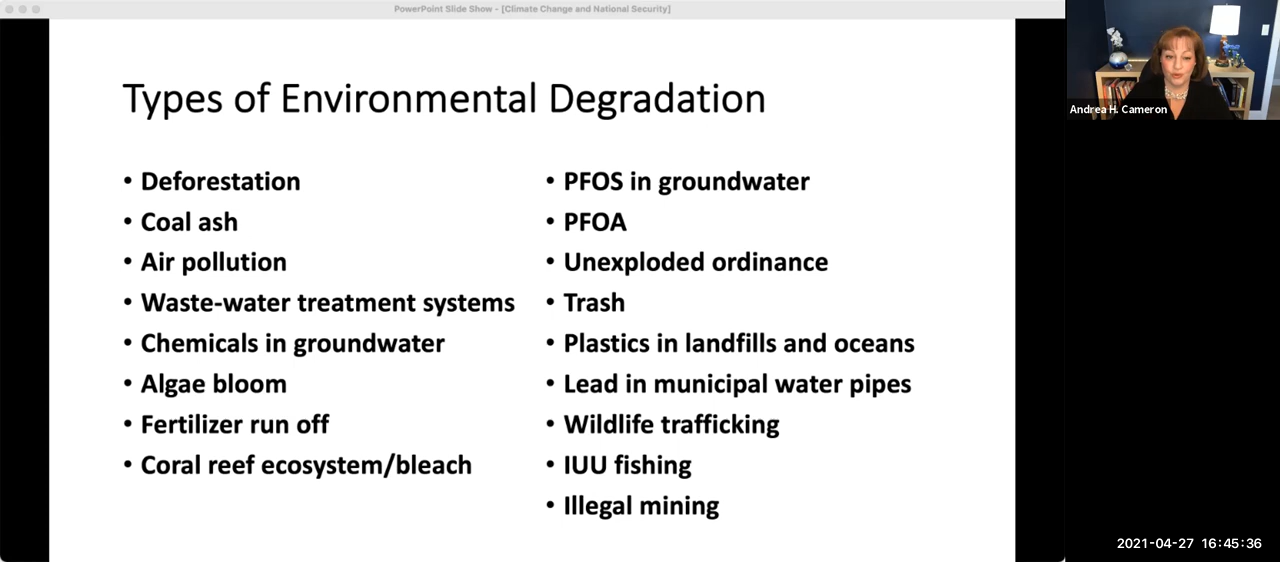 PowerPoint Slide Show - [Climate Change and National Security]
Types of Environmental Degradation
• Deforestation
• Coal ash
• Air pollution
• Waste-water treatment systems
• Chemicals in groundwater
• Algae bloom
• Fertilizer run off
• Coral reef ecosystem/bleach
• PFOS in groundwater
• PFOA
• Unexploded ordinance
• Trash
• Plastics in landfills and oceans
• Lead in municipal water pipes
• Wildlife trafficking
• IUU fishing
• Illegal mining
Andrea H. Cameron
2021-04-27 16:45:36